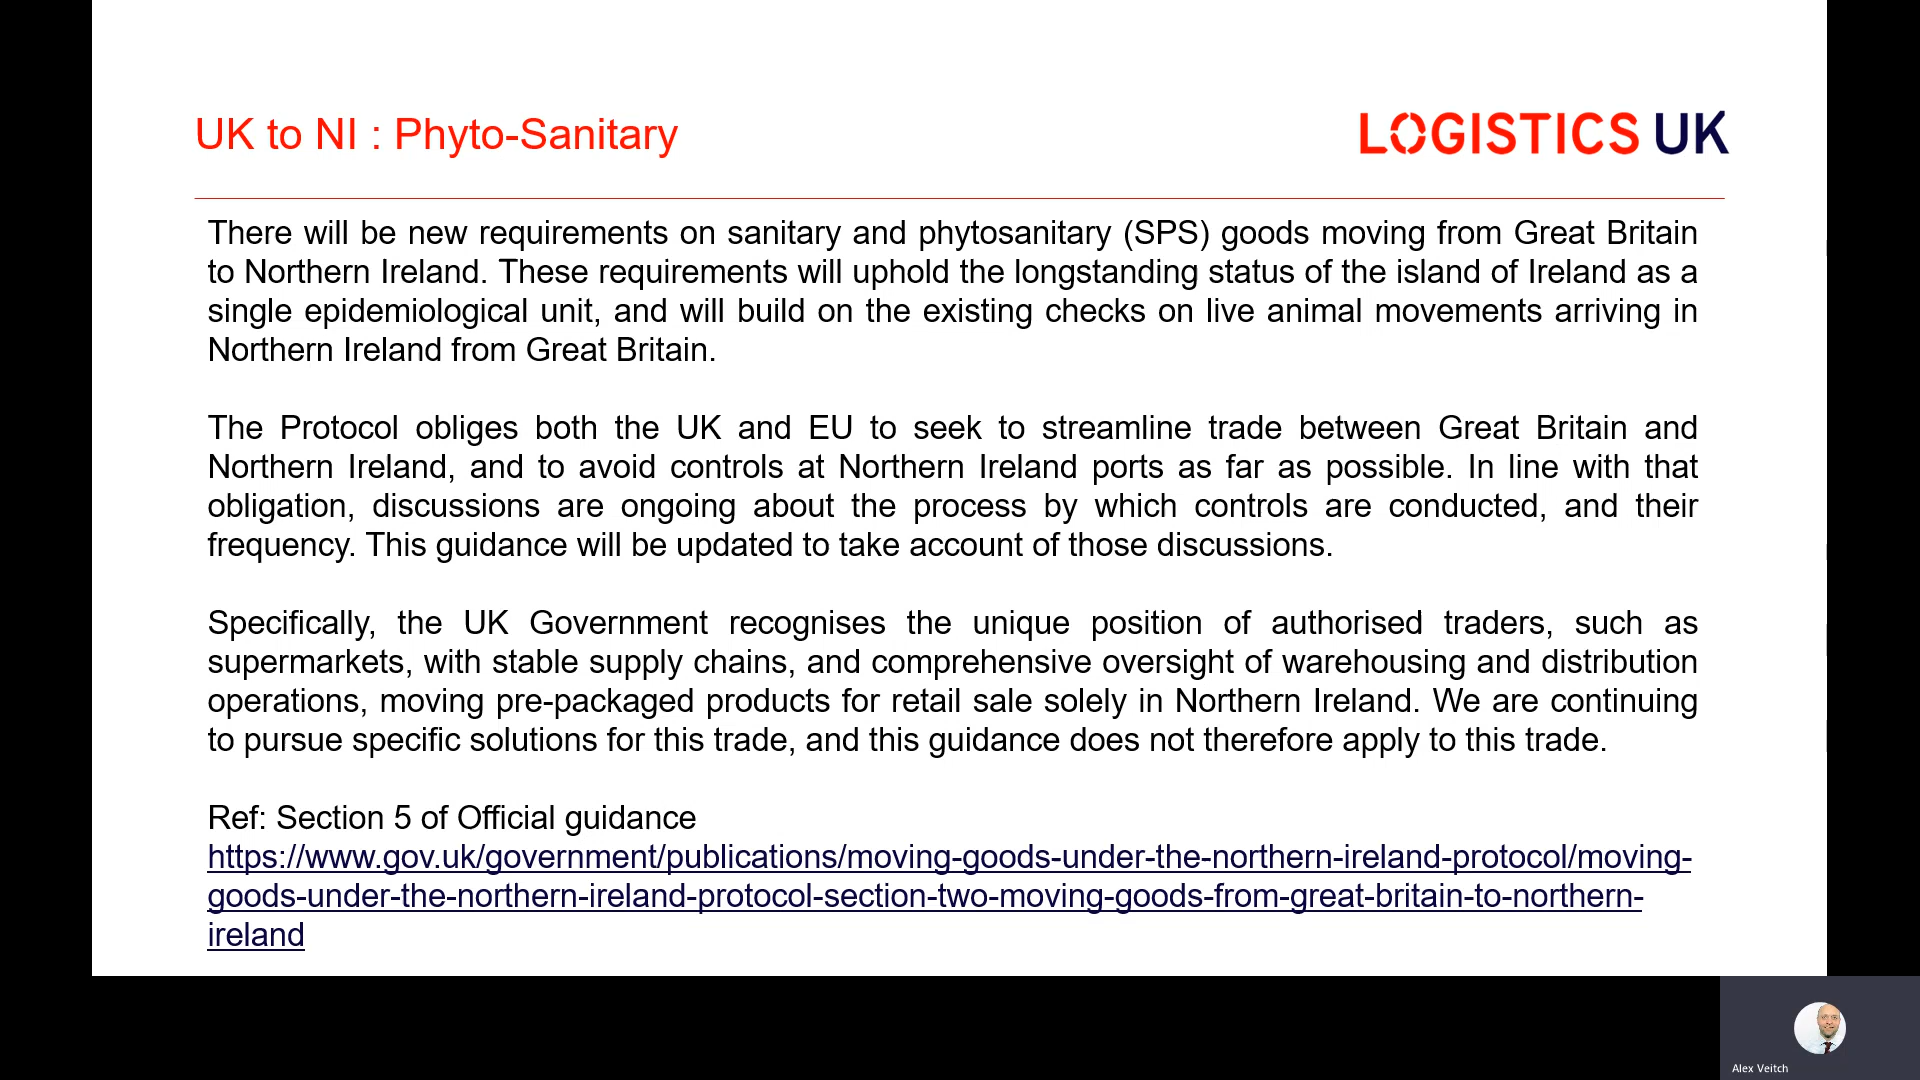 UK to NI : Phyto-Sanitary
LOGISTICS UK
There will be new requirements on sanitary and phytosanitary (SPS) goods moving from Great Britain
to Northern Ireland. These requirements will uphold the longstanding status of the island of Ireland as a
single epidemiological unit, and will build on the existing checks on live animal movements arriving in
Northern Ireland from Great Britain.
The Protocol obliges both the UK and EU to seek to streamline trade between Great Britain and
Northern Ireland, and to avoid controls at Northern Ireland ports as far as possible. In line with that
obligation, discussions are ongoing about the process by which controls are conducted, and their
frequency. This guidance will be updated to take account of those discussions.
Specifically, the UK Government recognises the unique position of authorised traders, such as
supermarkets, with stable supply chains, and comprehensive oversight of warehousing and distribution
operations, moving pre-packaged products for retail sale solely in Northern Ireland. We are continuing
to pursue specific solutions for this trade, and this guidance does not therefore apply to this trade.
Ref: Section 5 of Official guidance
https://www.gov.uk/government/publications/moving-goods-under-the-northern-ireland-protocol/moving-
goods-under-the-northern-ireland-protocol-section-two-moving-goods-from-great-britain-to-northern-
ireland
Alex Veitch